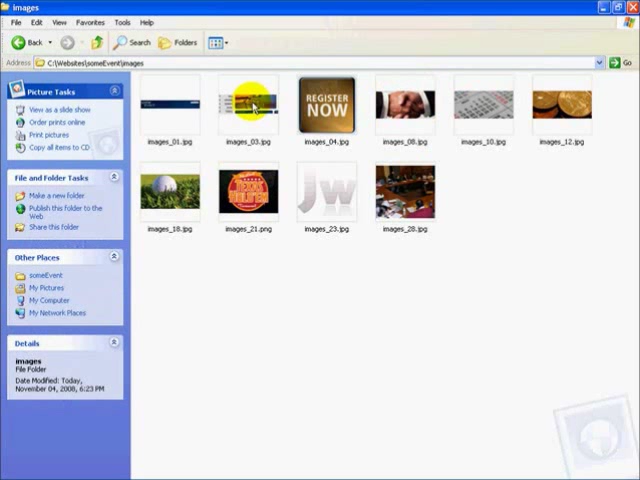 images
File Edit View Favorites Tools Help
Back Search Folders
Address C:\Websites\someEvent\images Go
Picture Tasks
View as a slide show
Order prints online
Print pictures
Copy all items to CD
File and Folder Tasks
Make a new folder
Publish this folder to the
Web
Share this folder
Other Places
someEvent
My Pictures
My Computer
My Network Places
Details
images
File Folder
Date Modified: Today,
November 04, 2008, 6:23 PM
REGISTER
NOW
images_01.jpg images_03.jpg images_04.jpg images_08.jpg images_10.jpg images_12.jpg
TEXAS
HOLD'EM
JW
images_18.jpg images_21.png images_23.jpg images_28.jpg